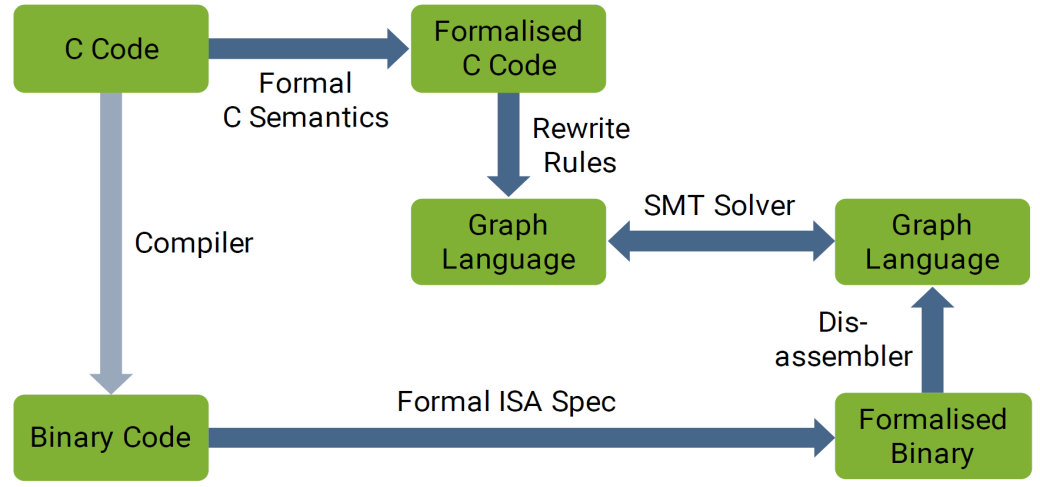 C Code
Formalised
C Code
Formal
C Semantics
Rewrite
Rules
SMT Solver
Graph
Language
Graph
Language
Compiler
Dis-
assembler
Formal ISA Spec
Binary Code
Formalised
Binary